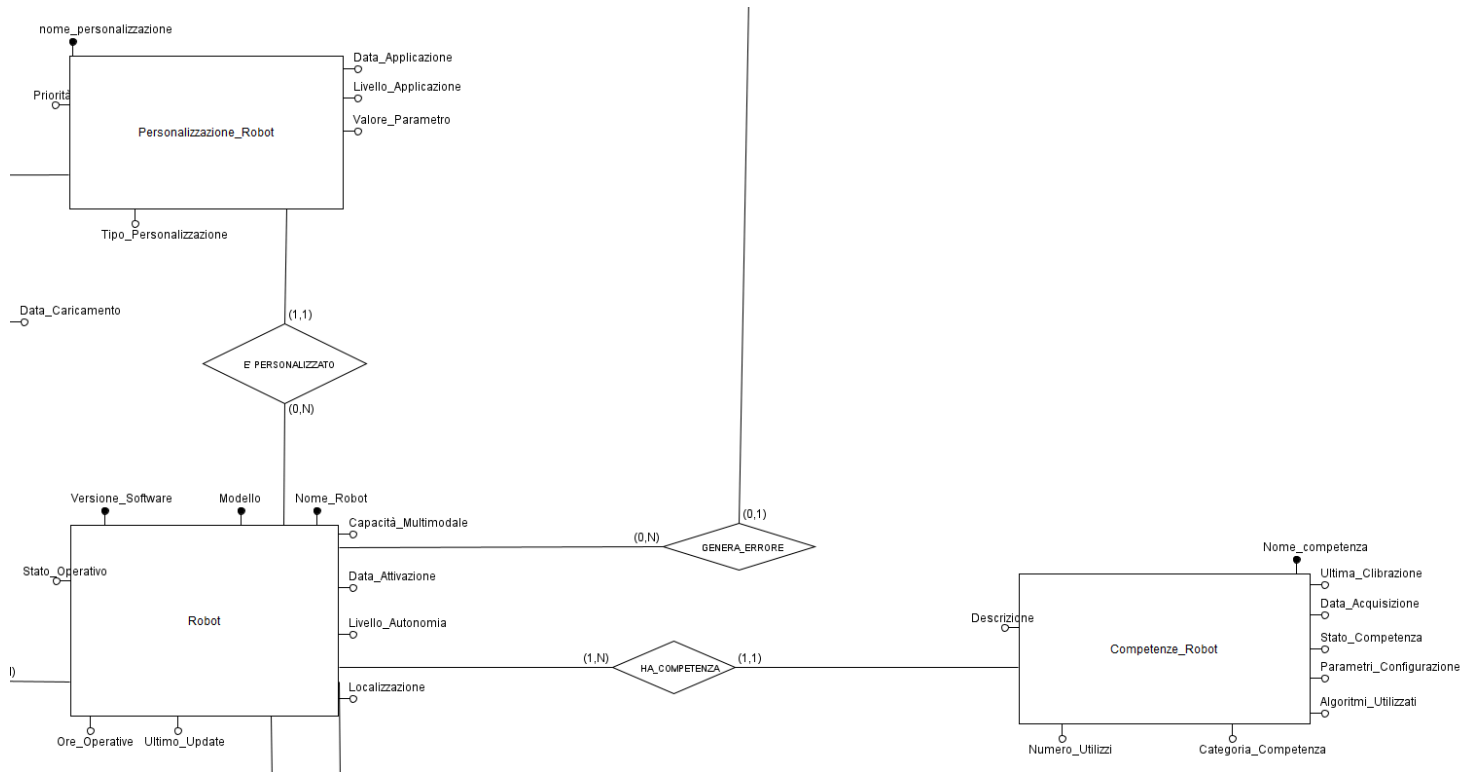 nome_personalizzazione
Data_Applicazione
Livello_Applicazione
Priorità
Valore_Parametro
Personalizzazione_Robot
Tipo_Personalizzazione
Data_Caricamento
(1,1)
E' PERSONALIZZATO
(0,N)
Versione_Software
Modello
Nome_Robot
Capacità_Multimodale
(0,N)
(0,1)
GENERA_ERRORE
Stato_Operativo
Data_Attivazione
Robot
Livello_Autonomia
Localizzazione
Ore_Operative
Ultimo_Update
(1,N)
HA_COMPETENZA
(1,1)
Nome_competenza
Ultima_Clibrazione
Data_Acquisizione
Descrizione
Stato_Competenza
Competenze_Robot
Parametri_Configurazione
Algoritmi_Utilizzati
Numero_Utilizzi
Categoria_Competenza